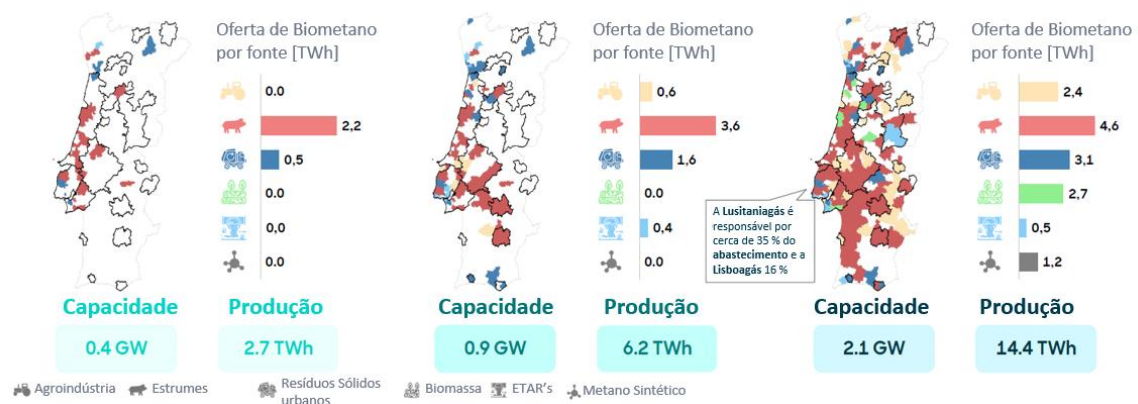 Oferta de Biometano
por fonte [TWh]
0.0
2,2
0,5
0.0
0,0
0.0
Capacidade
Produção
0.4 GW
2.7 TWh
Oferta de Biometano
por fonte [TWh]
0,6
3,6
1,6
0.0
0,4
0.0
Capacidade
Produção
0.9 GW
6.2 TWh
A Lusitaniagás é
responsável por
cerca de 35 % do
abastecimento e a
Lisboagás 16 %
Oferta de Biometano
por fonte [TWh]
2,4
4,6
3,1
2,7
0,5
1,2
Capacidade
Produção
2.1 GW
14.4 TWh
Agroindústria
Estrumes
Resíduos Sólidos
urbanos
Biomassa
ETAR's
Metano Sintético